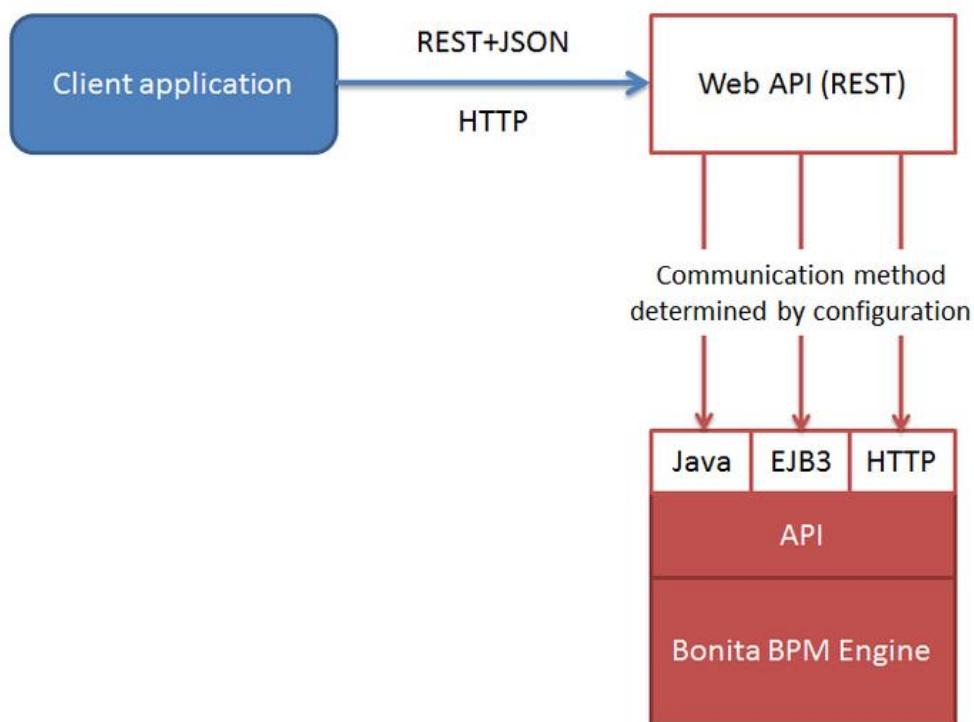 REST+JSON
Client application
Web API (REST)
HTTP
Communication method
determined by configuration
Java EJB3 HTTP
API
Bonita BPM Engine